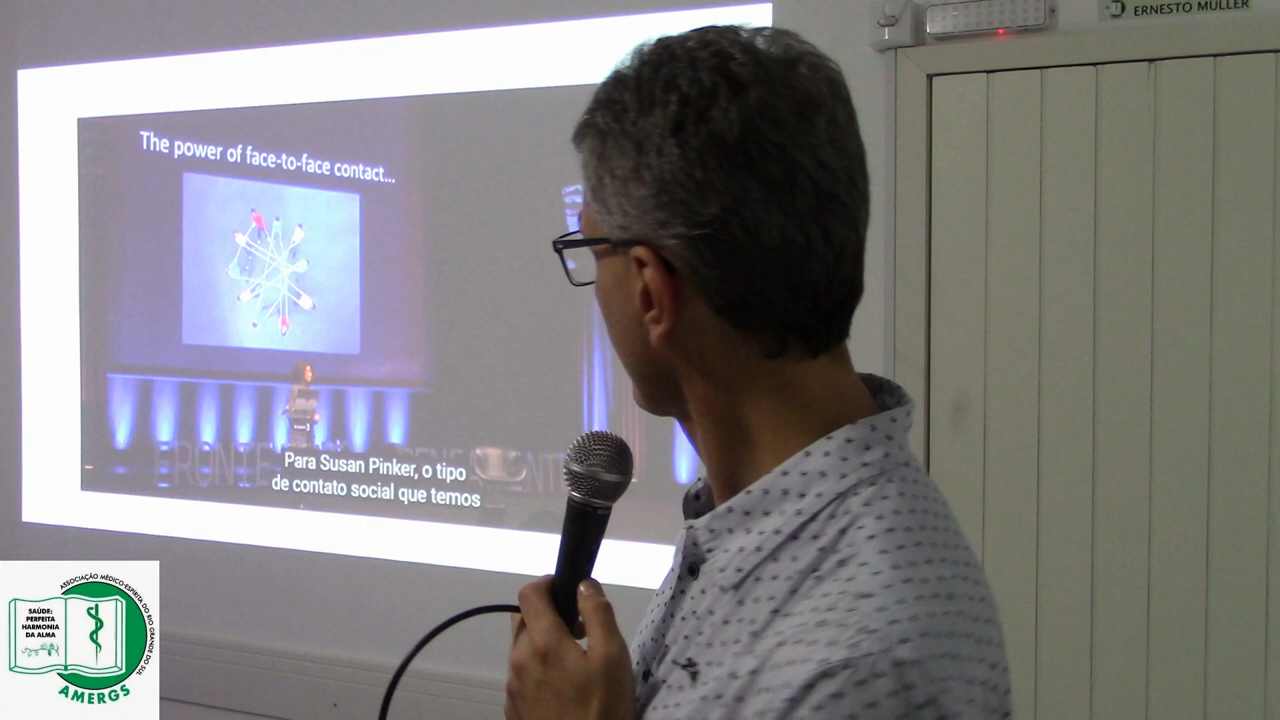 ERNESTO MÜLLER
The power of face-to-face contact...
Para Susan Pinker, o tipo
de contato social que temos
ASSOCIAÇÃO MÉDICO-ESPÍRITA DO RIO GRANDE DO SUL
SAÚDE:
PERFEITA
HARMONIA
DA ALMA
AMERGS